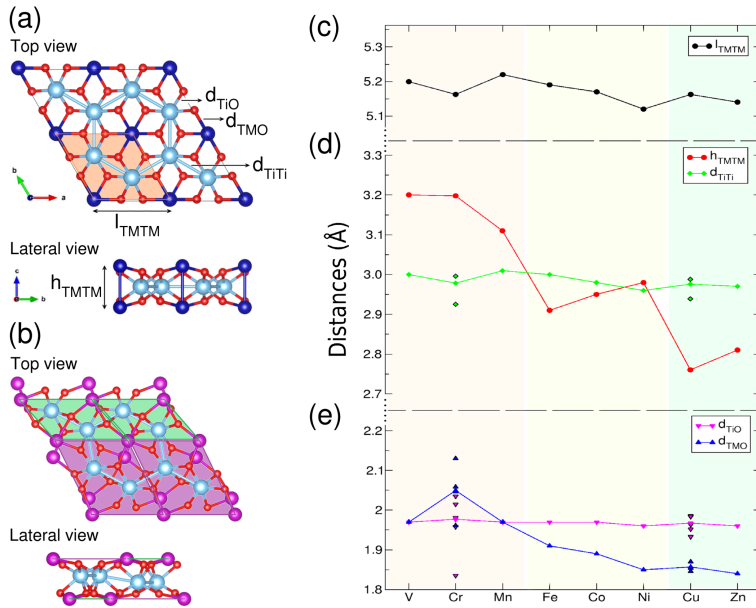 (a)
Top view
d_TiO
d_TMO
d_TiTi
b
a
l_TMTM
Lateral view
c
b
h_TMTM
(b)
Top view
Lateral view
(c)
l_TMTM
5.3
5.2
5.1
(d)
h_TMTM
d_TiTi
3.3
3.2
3.1
3.0
2.9
2.8
2.7
Distances (Å)
(e)
d_TiO
d_TMO
2.2
2.1
2
1.9
1.8
V Cr Mn Fe Co Ni Cu Zn